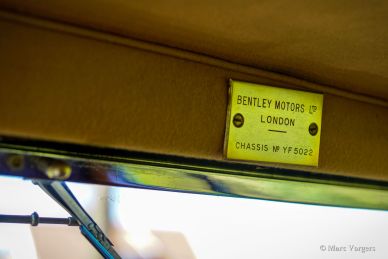 BENTLEY MOTORS LTD
LONDON
CHASSIS No YF5022
© Marc Vorgers